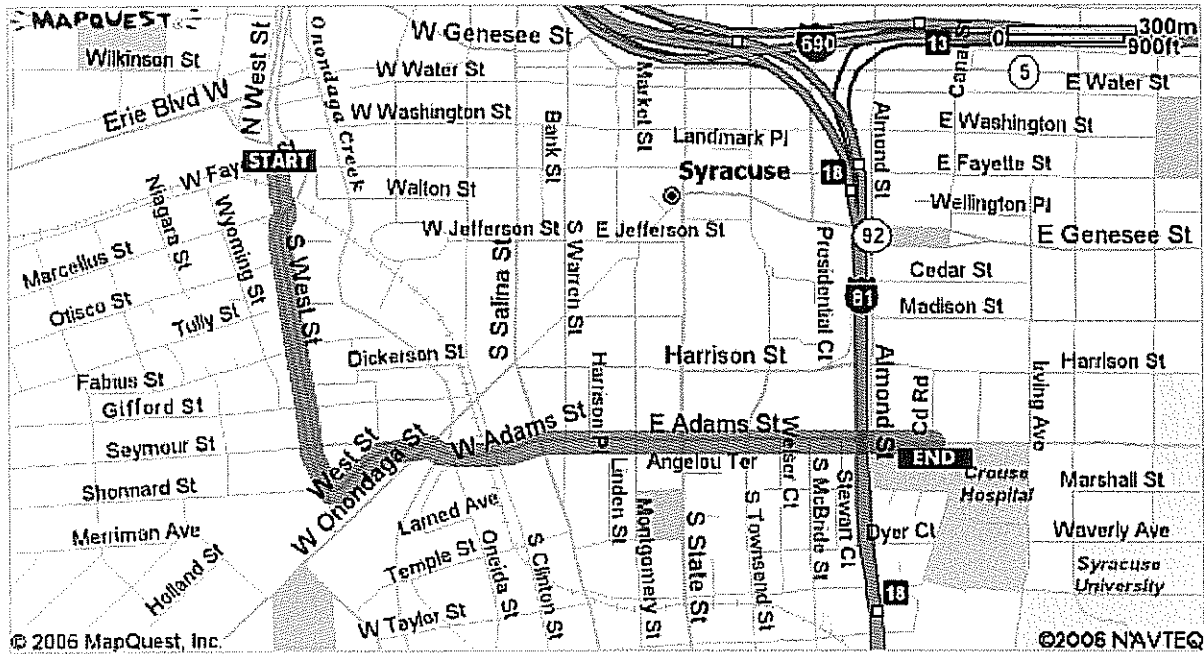 MAPQUEST
Wilkinson St
N West St
Onondaga Creek
W Genesee St
W Water St
W Washington St
Erie Blvd W
Market St
Bank St
Landmark Pl
690
13
0
300m
900ft
Canal St
5
E Water St
Almond St
E Washington St
E Fayette St
START
W Fay
Walton St
Syracuse
18
Wellington Pl
Niagara St
Wyoming St
W Jefferson St
E Jefferson St
92
E Genesee St
Marcellus St
S West St
S Salina St
S Warren St
Presidential Ct
Cedar St
81
Madison St
Otisco St
Tully St
Dickerson St
Harrison St
Harrison St
Fabius St
Gifford St
Harrison Pl
Almond St
Cd Rd
Irving Ave
Seymour St
West St
W Onondaga St
W Adams St
E Adams St
Angelou Ter
END
Shonnard St
Linden St
Montgomery St
S State St
S Townsend St
S McBride St
Stewart Ct
Crouse Hospital
Marshall St
Merriman Ave
Larned Ave
Dyer Ct
Waverly Ave
Holland St
Temple St
Oneida St
S Clinton St
Syracuse University
W Taylor St
18
© 2006 MapQuest, Inc.
©2006 NAVTEQ